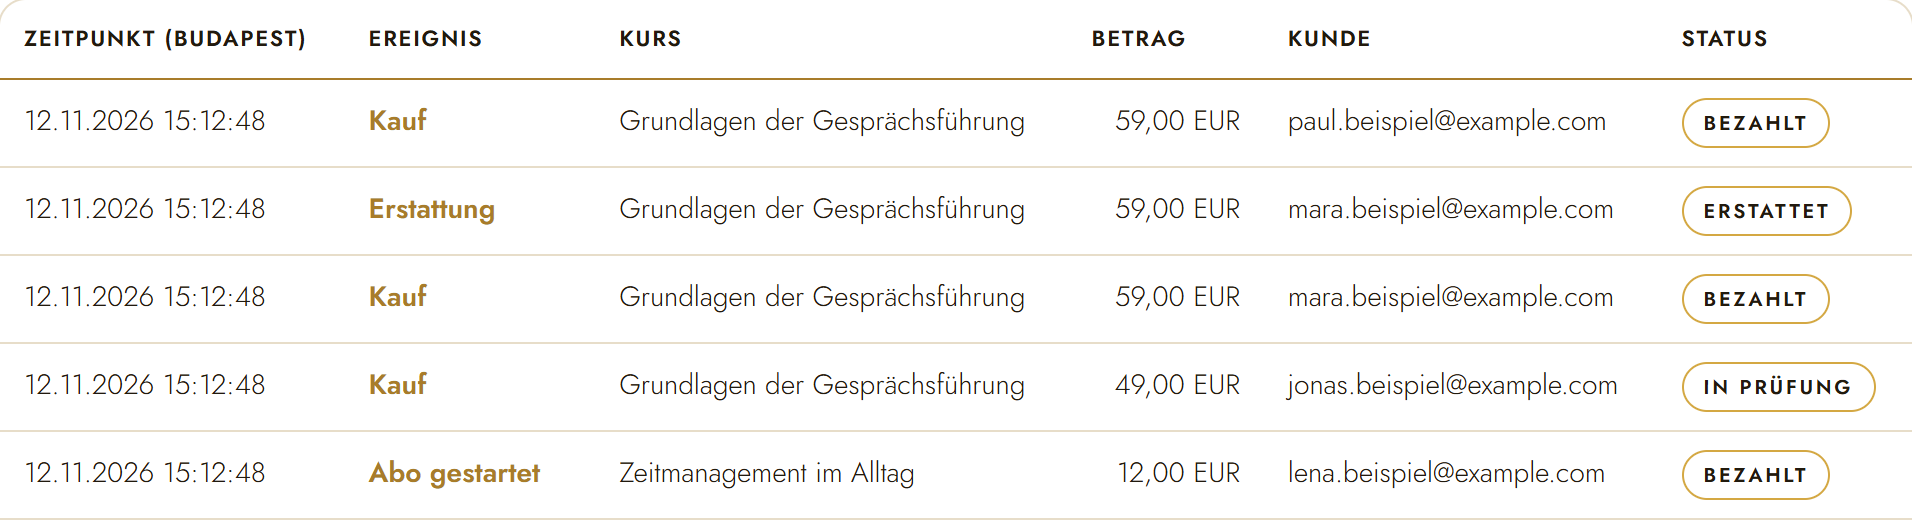 ZEITPUNKT (BUDAPEST) EREIGNIS KURS BETRAG KUNDE STATUS
12.11.2026 15:12:48 Kauf Grundlagen der Gesprächsführung 59,00 EUR paul.beispiel@example.com BEZAHLT
12.11.2026 15:12:48 Erstattung Grundlagen der Gesprächsführung 59,00 EUR mara.beispiel@example.com ERSTATTET
12.11.2026 15:12:48 Kauf Grundlagen der Gesprächsführung 59,00 EUR mara.beispiel@example.com BEZAHLT
12.11.2026 15:12:48 Kauf Grundlagen der Gesprächsführung 49,00 EUR jonas.beispiel@example.com IN PRÜFUNG
12.11.2026 15:12:48 Abo gestartet Zeitmanagement im Alltag 12,00 EUR lena.beispiel@example.com BEZAHLT